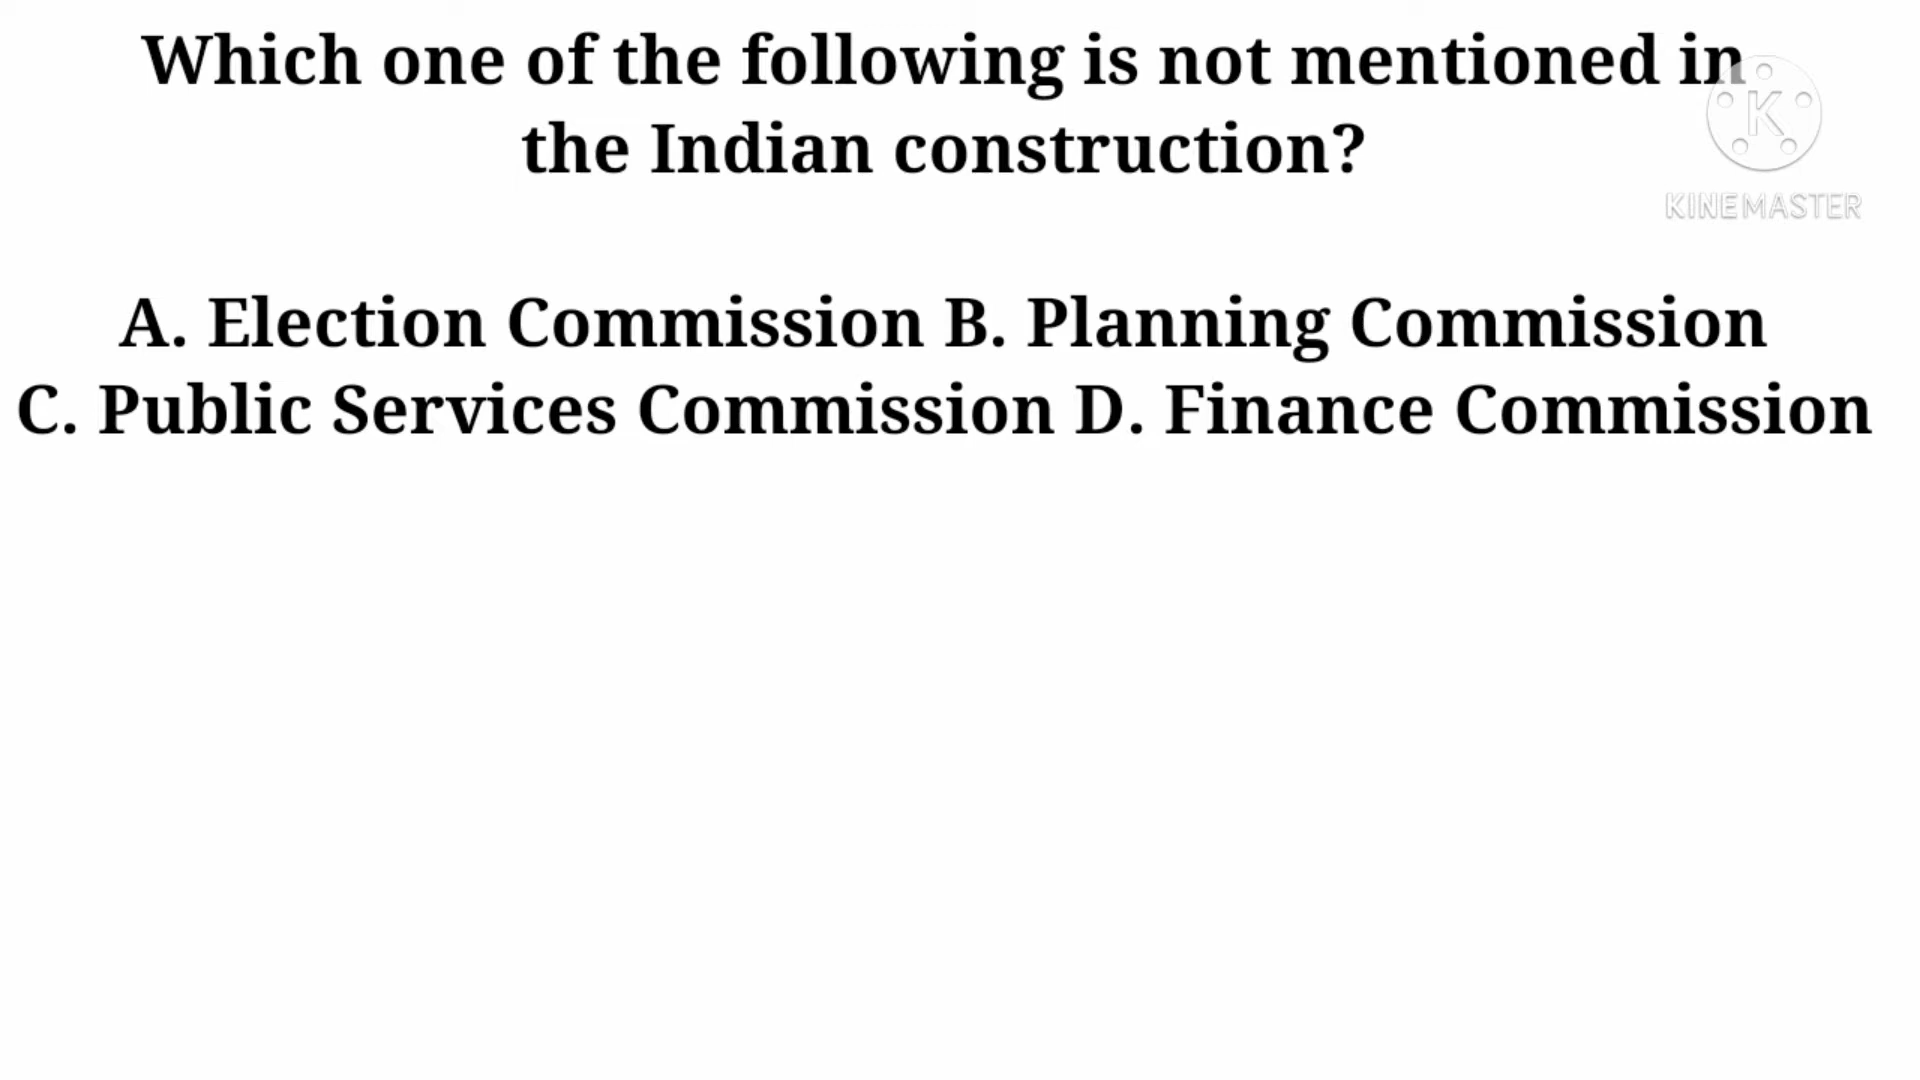 Which one of the following is not mentioned in
the Indian construction?
K
KINEMASTER
A. Election Commission B. Planning Commission
C. Public Services Commission D. Finance Commission